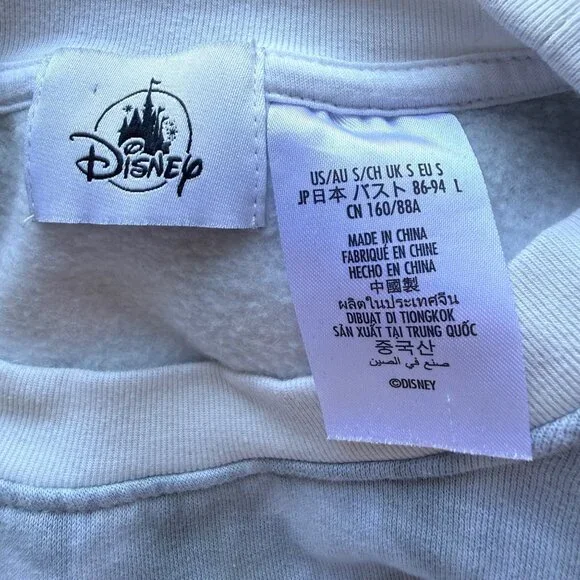 Disney
US/AU S/CH UK S EU S
JP日本 バスト 86-94 L
CN 160/88A
MADE IN CHINA
FABRIQUÉ EN CHINE
HECHO EN CHINA
中國製
ผลิตในประเทศจีน
DIBUAT DI TIONGKOK
SẢN XUẤT TẠI TRUNG QUỐC
중국산
صنع في الصين
©DISNEY